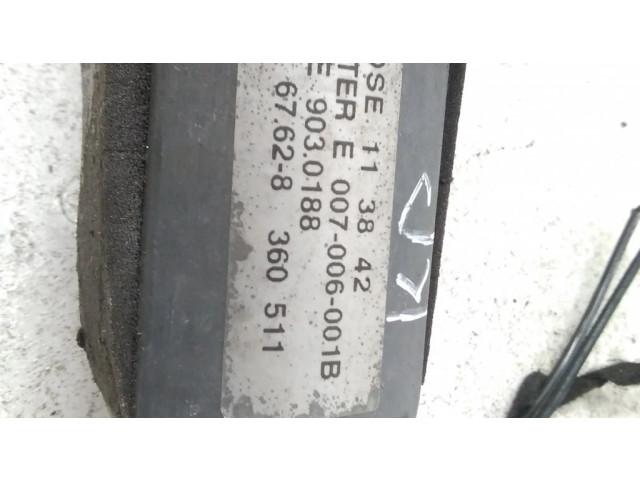 OSE 11 38 42
TER E 007-006-001B
E 903.0188
67.62-8 360 511